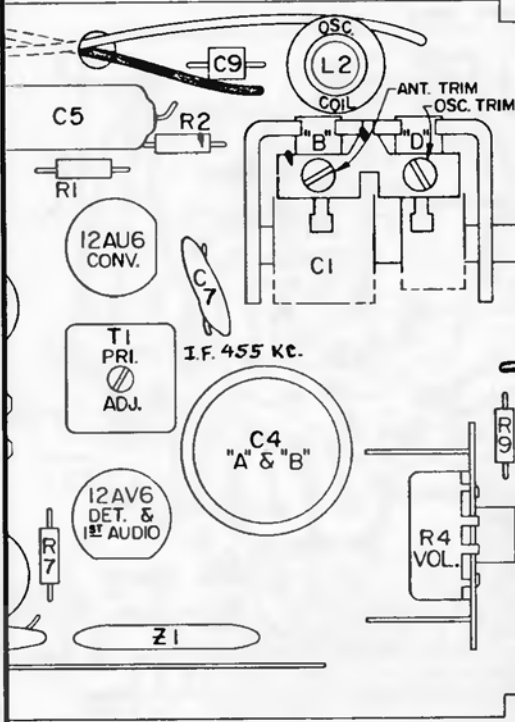 OSC.
C9
L2
COIL
ANT. TRIM
OSC. TRIM
C5
R2
"B"
"D"
R1
12AU6
CONV.
C7
C1
T1
PRI.
ADJ.
I.F. 455 KC.
C4
"A" & "B"
R9
12AV6
DET. &
1ST AUDIO
R7
R4
VOL.
Z1